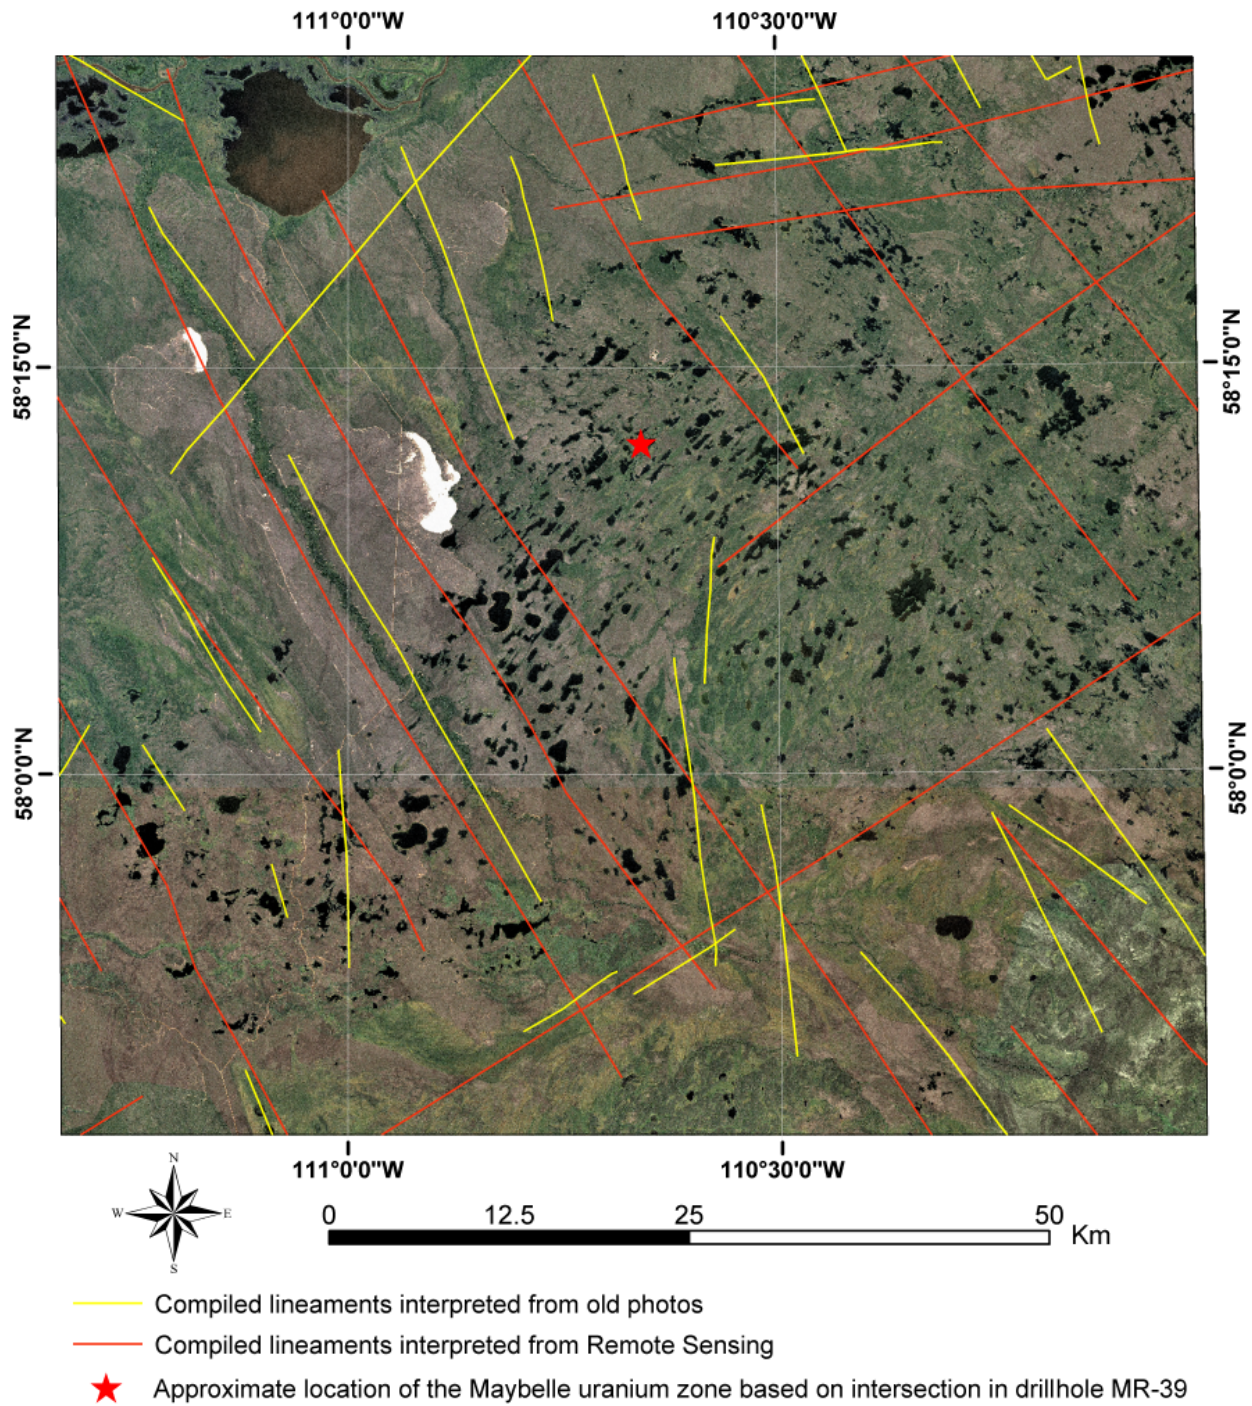 111°0'0"W
110°30'0"W
58°15'0"N
58°15'0"N
58°0'0"N
58°0'0"N
111°0'0"W
110°30'0"W
N
W
E
S
0
12.5
25
50
Km
Compiled lineaments interpreted from old photos
Compiled lineaments interpreted from Remote Sensing
Approximate location of the Maybelle uranium zone based on intersection in drillhole MR-39